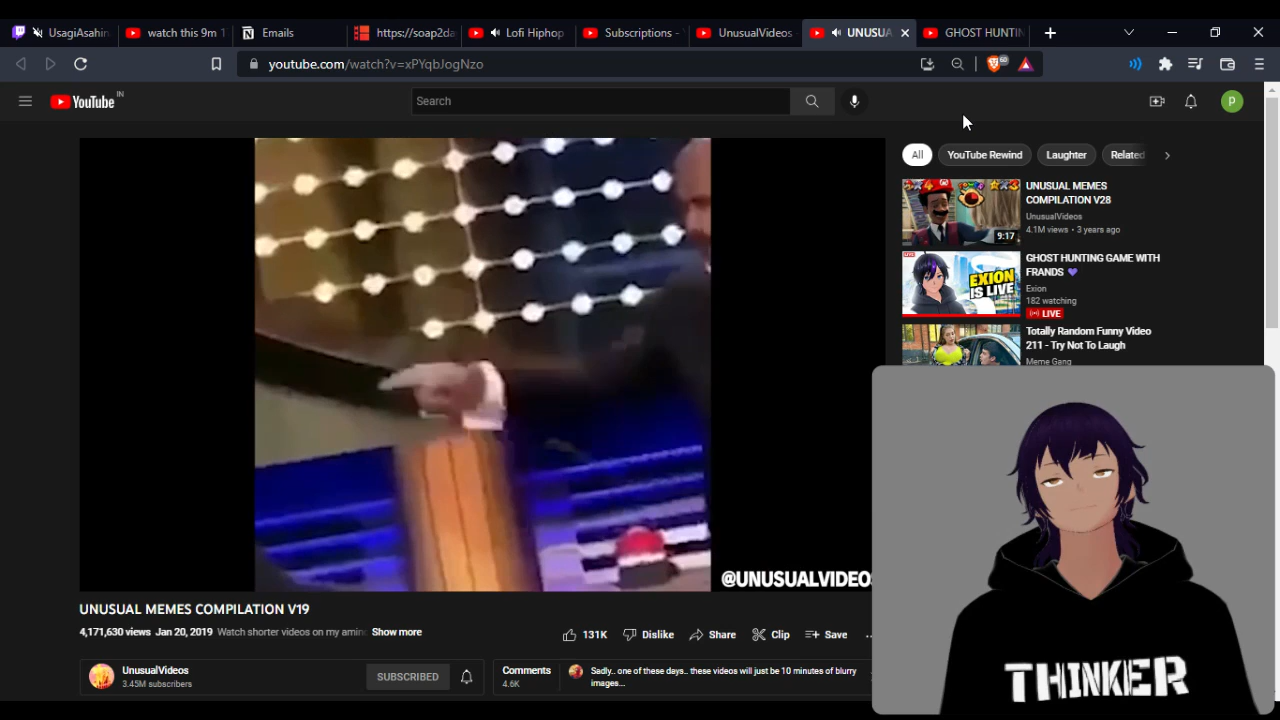 UsagiAsahin
watch this 9m 1
Emails
https://soap2da
Lofi Hiphop
Subscriptions -
UnusualVideos
UNUSUA
GHOST HUNTIN
youtube.com/watch?v=xPYqbJogNzo
60
YouTube IN
Search
P
All
YouTube Rewind
Laughter
Related
UNUSUAL MEMES
COMPILATION V28
UnusualVideos
4.1M views • 3 years ago
9:17
LIVE
EXION
IS LIVE
GHOST HUNTING GAME WITH
FRANDS 💜
Exion
182 watching
LIVE
Totally Random Funny Video
211 - Try Not To Laugh
Meme Gang
@UNUSUALVIDEO
UNUSUAL MEMES COMPILATION V19
4,171,630 views Jan 20, 2019 Watch shorter videos on my amino Show more
131K
Dislike
Share
Clip
Save
...
UnusualVideos
3.45M subscribers
SUBSCRIBED
Comments
4.6K
Sadly.. one of these days.. these videos will just be 10 minutes of blurry
images...
THINKER